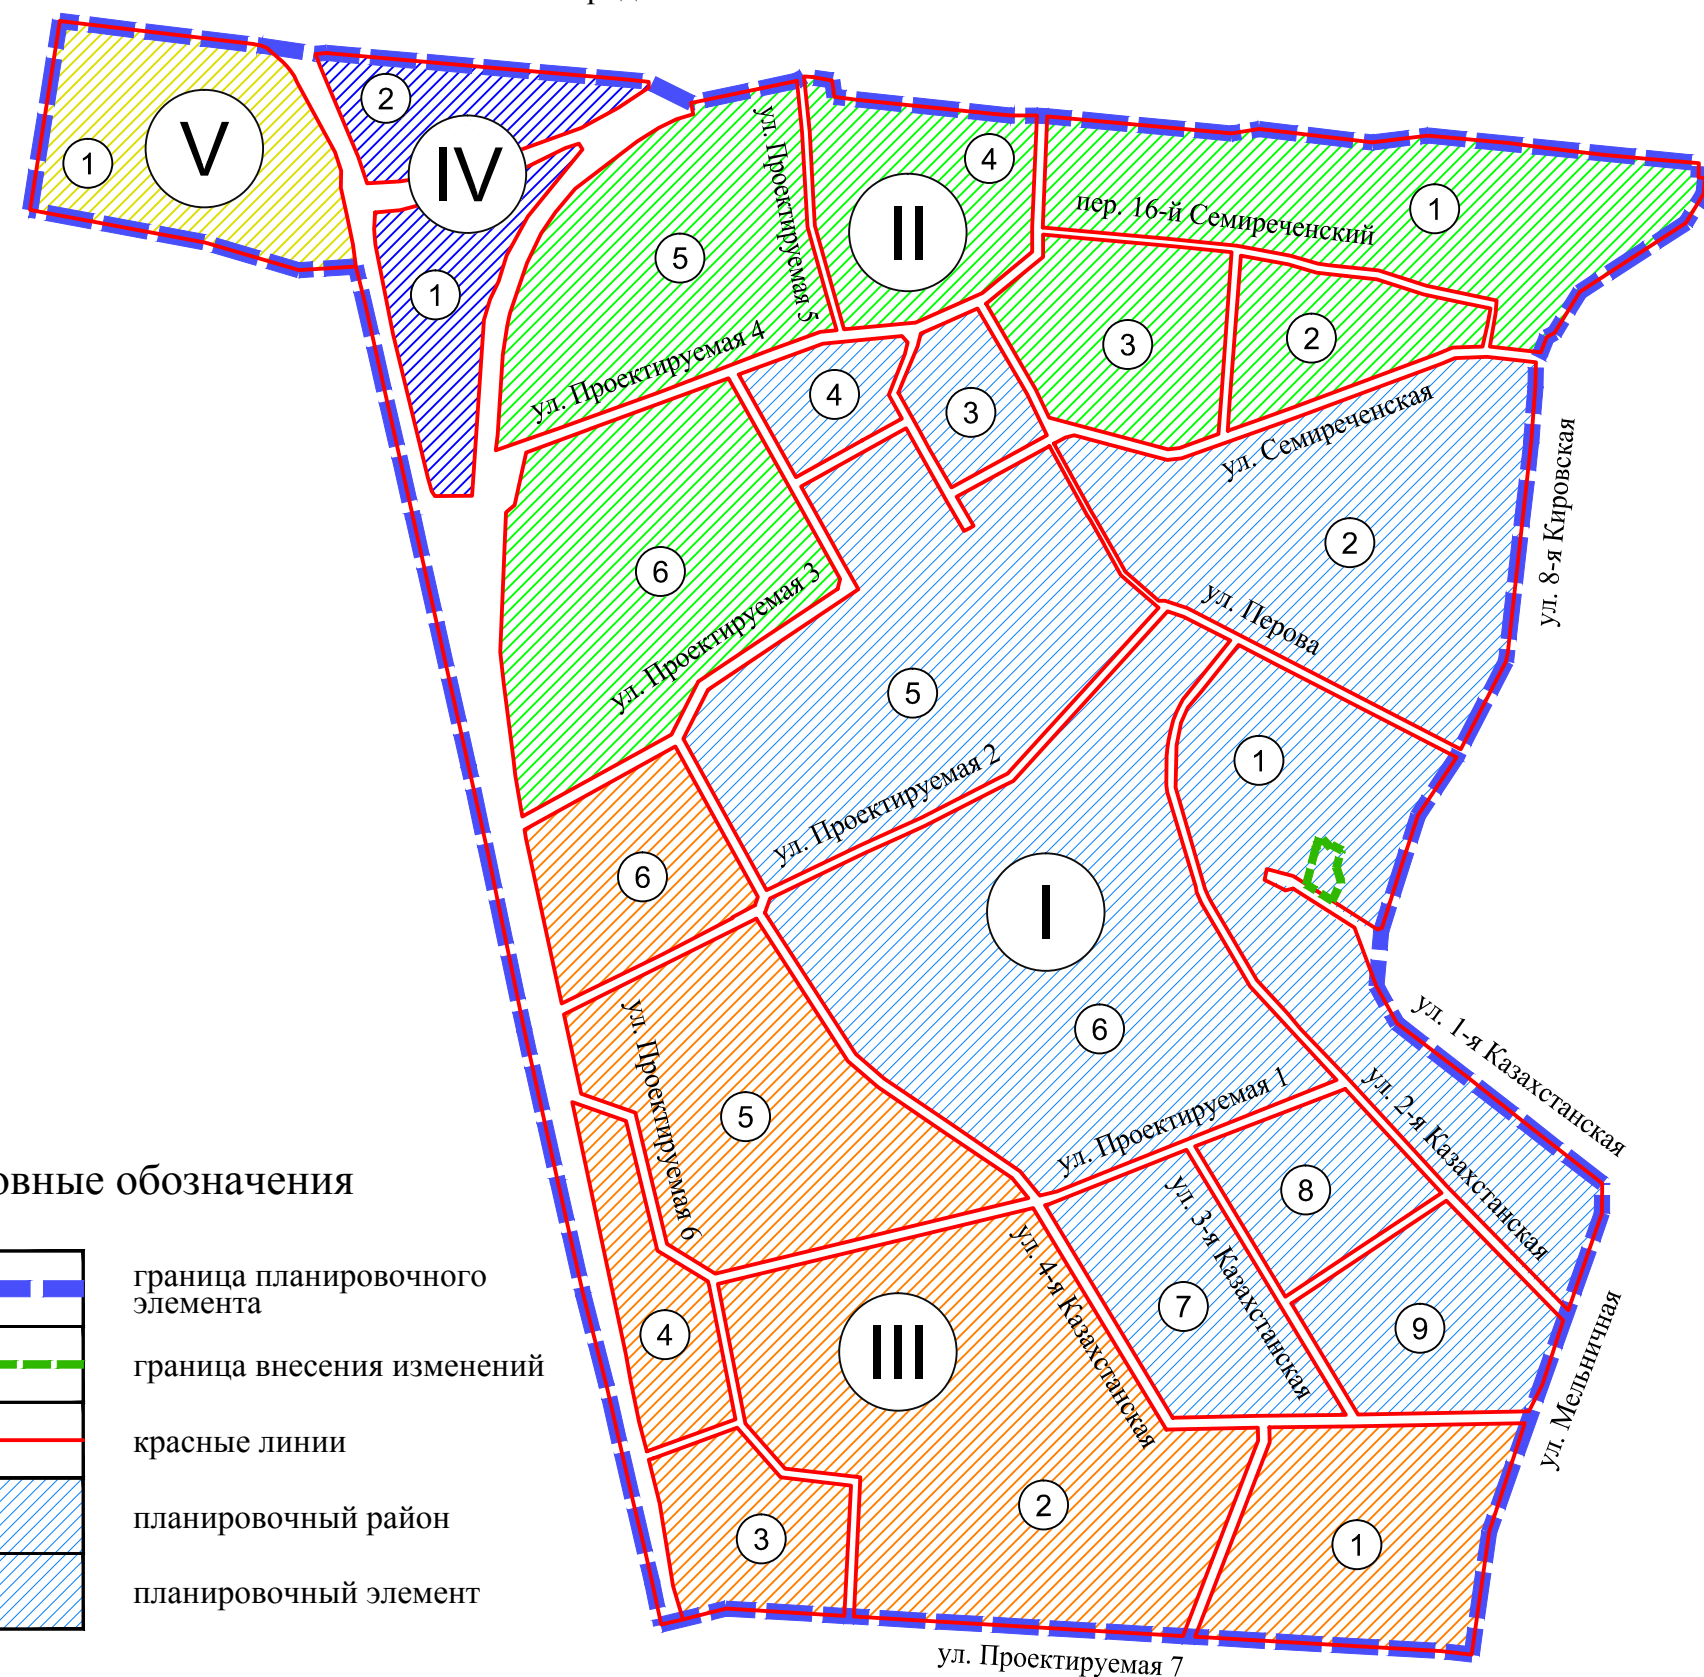 V
1
2
IV
1
ул. Проектируемая 5
4
II
5
пер. 16-й Семиреченский
1
3
2
ул. Проектируемая 4
4
3
ул. Семиреченская
ул. 8-я Кировская
2
6
ул. Проектируемая 3
ул. Перова
5
1
ул. Проектируемая 2
6
I
6
ул. 1-я Казахстанская
ул. Проектируемая 6
5
ул. Проектируемая 1
ул. 2-я Казахстанская
8
ул. 3-я Казахстанская
ул. 4-я Казахстанская
7
9
4
III
ул. Мельничная
3
2
1
ул. Проектируемая 7
овные обозначения
граница планировочного
элемента
граница внесения изменений
красные линии
планировочный район
планировочный элемент